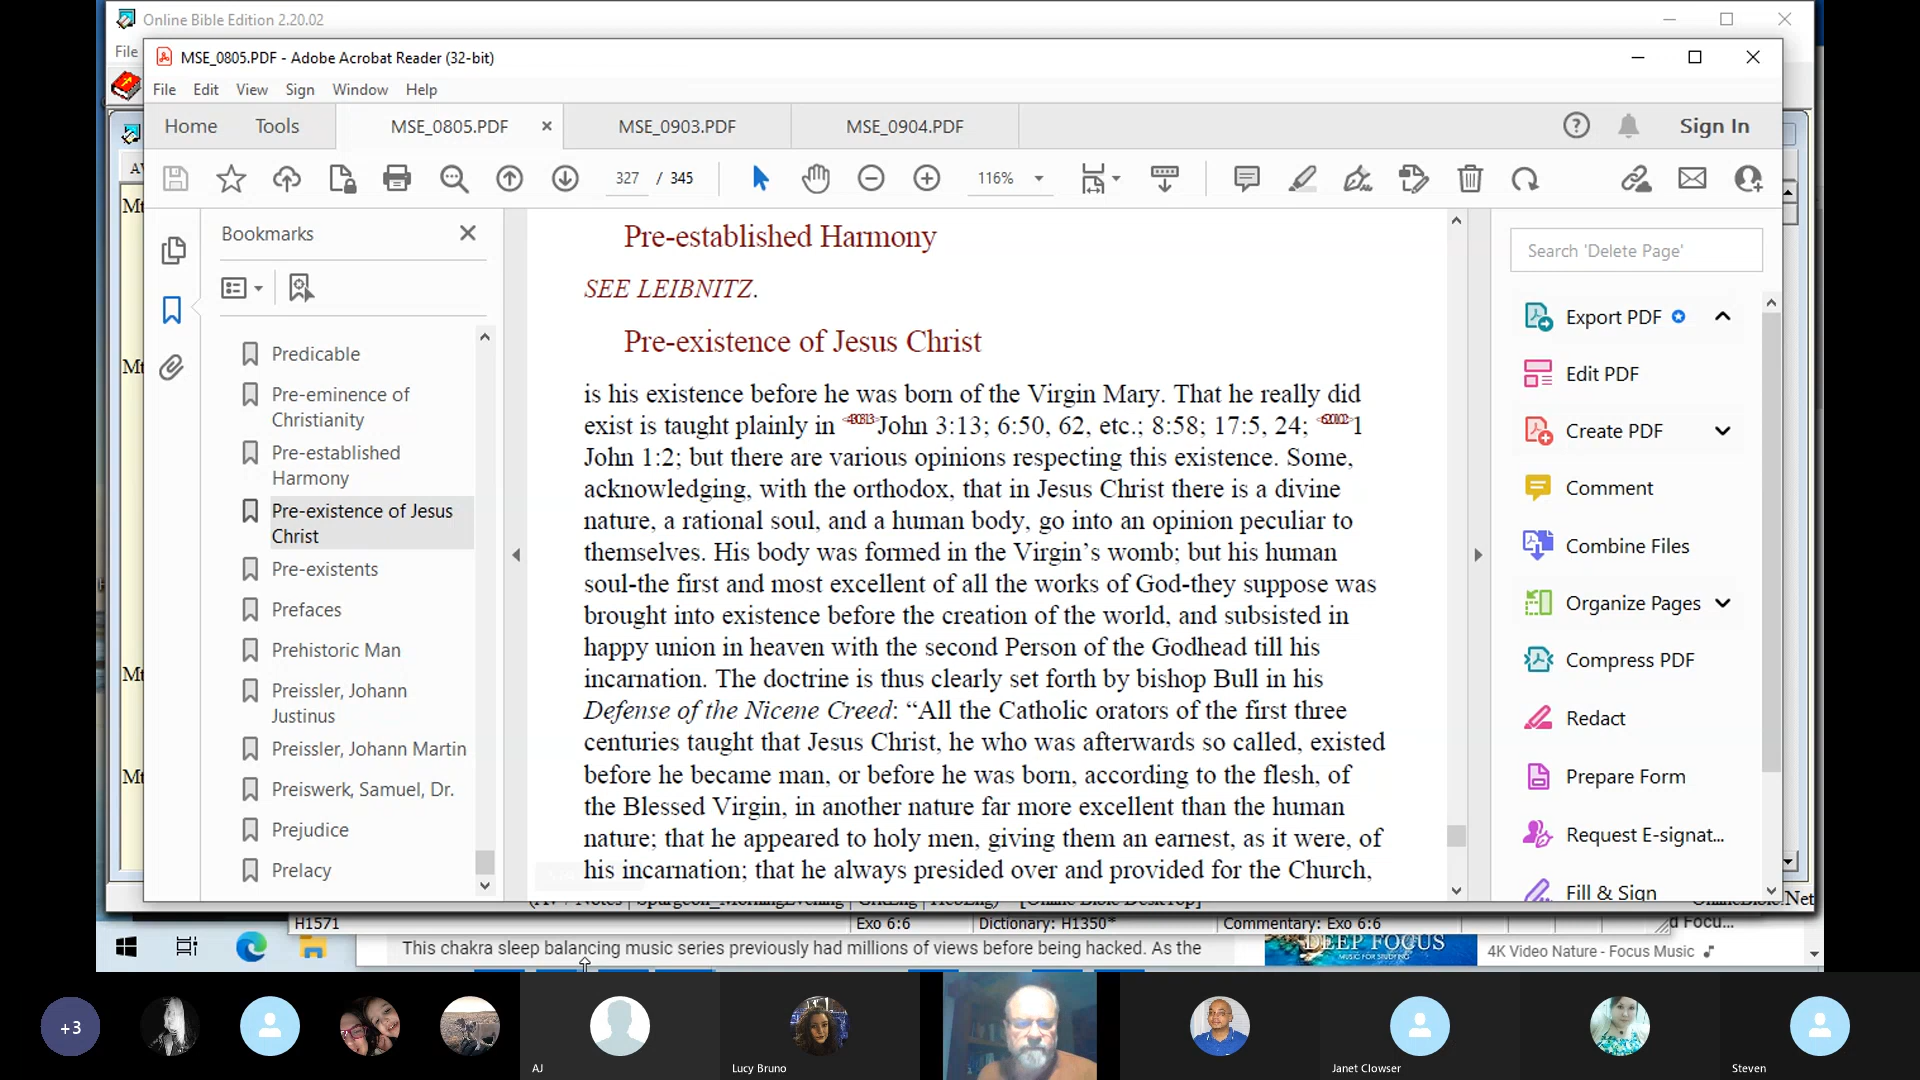 Online Bible Edition 2.20.02
File
MSE_0805.PDF - Adobe Acrobat Reader (32-bit)
File Edit View Sign Window Help
Home Tools MSE_0805.PDF MSE_0903.PDF MSE_0904.PDF Sign In
327 / 345 116%
Bookmarks
Predicable
Pre-eminence of
Christianity
Pre-established
Harmony
Pre-existence of Jesus
Christ
Pre-existents
Prefaces
Prehistoric Man
Preissler, Johann
Justinus
Preissler, Johann Martin
Preiswerk, Samuel, Dr.
Prejudice
Prelacy
Pre-established Harmony
SEE LEIBNITZ.
Pre-existence of Jesus Christ
is his existence before he was born of the Virgin Mary. That he really did
exist is taught plainly in John 3:13; 6:50, 62, etc.; 8:58; 17:5, 24; 1
John 1:2; but there are various opinions respecting this existence. Some,
acknowledging, with the orthodox, that in Jesus Christ there is a divine
nature, a rational soul, and a human body, go into an opinion peculiar to
themselves. His body was formed in the Virgin's womb; but his human
soul-the first and most excellent of all the works of God-they suppose was
brought into existence before the creation of the world, and subsisted in
happy union in heaven with the second Person of the Godhead till his
incarnation. The doctrine is thus clearly set forth by bishop Bull in his
Defense of the Nicene Creed: “All the Catholic orators of the first three
centuries taught that Jesus Christ, he who was afterwards so called, existed
before he became man, or before he was born, according to the flesh, of
the Blessed Virgin, in another nature far more excellent than the human
nature; that he appeared to holy men, giving them an earnest, as it were, of
his incarnation; that he always presided over and provided for the Church,
Search 'Delete Page'
Export PDF
Edit PDF
Create PDF
Comment
Combine Files
Organize Pages
Compress PDF
Redact
Prepare Form
Request E-signat...
Fill & Sign
Mt
Mt
Mt
Mt
H1571 Exo 6:6 Dictionary: H1350* Commentary: Exo 6:6 d Focu...
This chakra sleep balancing music series previously had millions of views before being hacked. As the
DEEP FOCUS
MUSIC FOR STUDYING
4K Video Nature - Focus Music
+3
AJ
Lucy Bruno
Janet Clowser
Steven